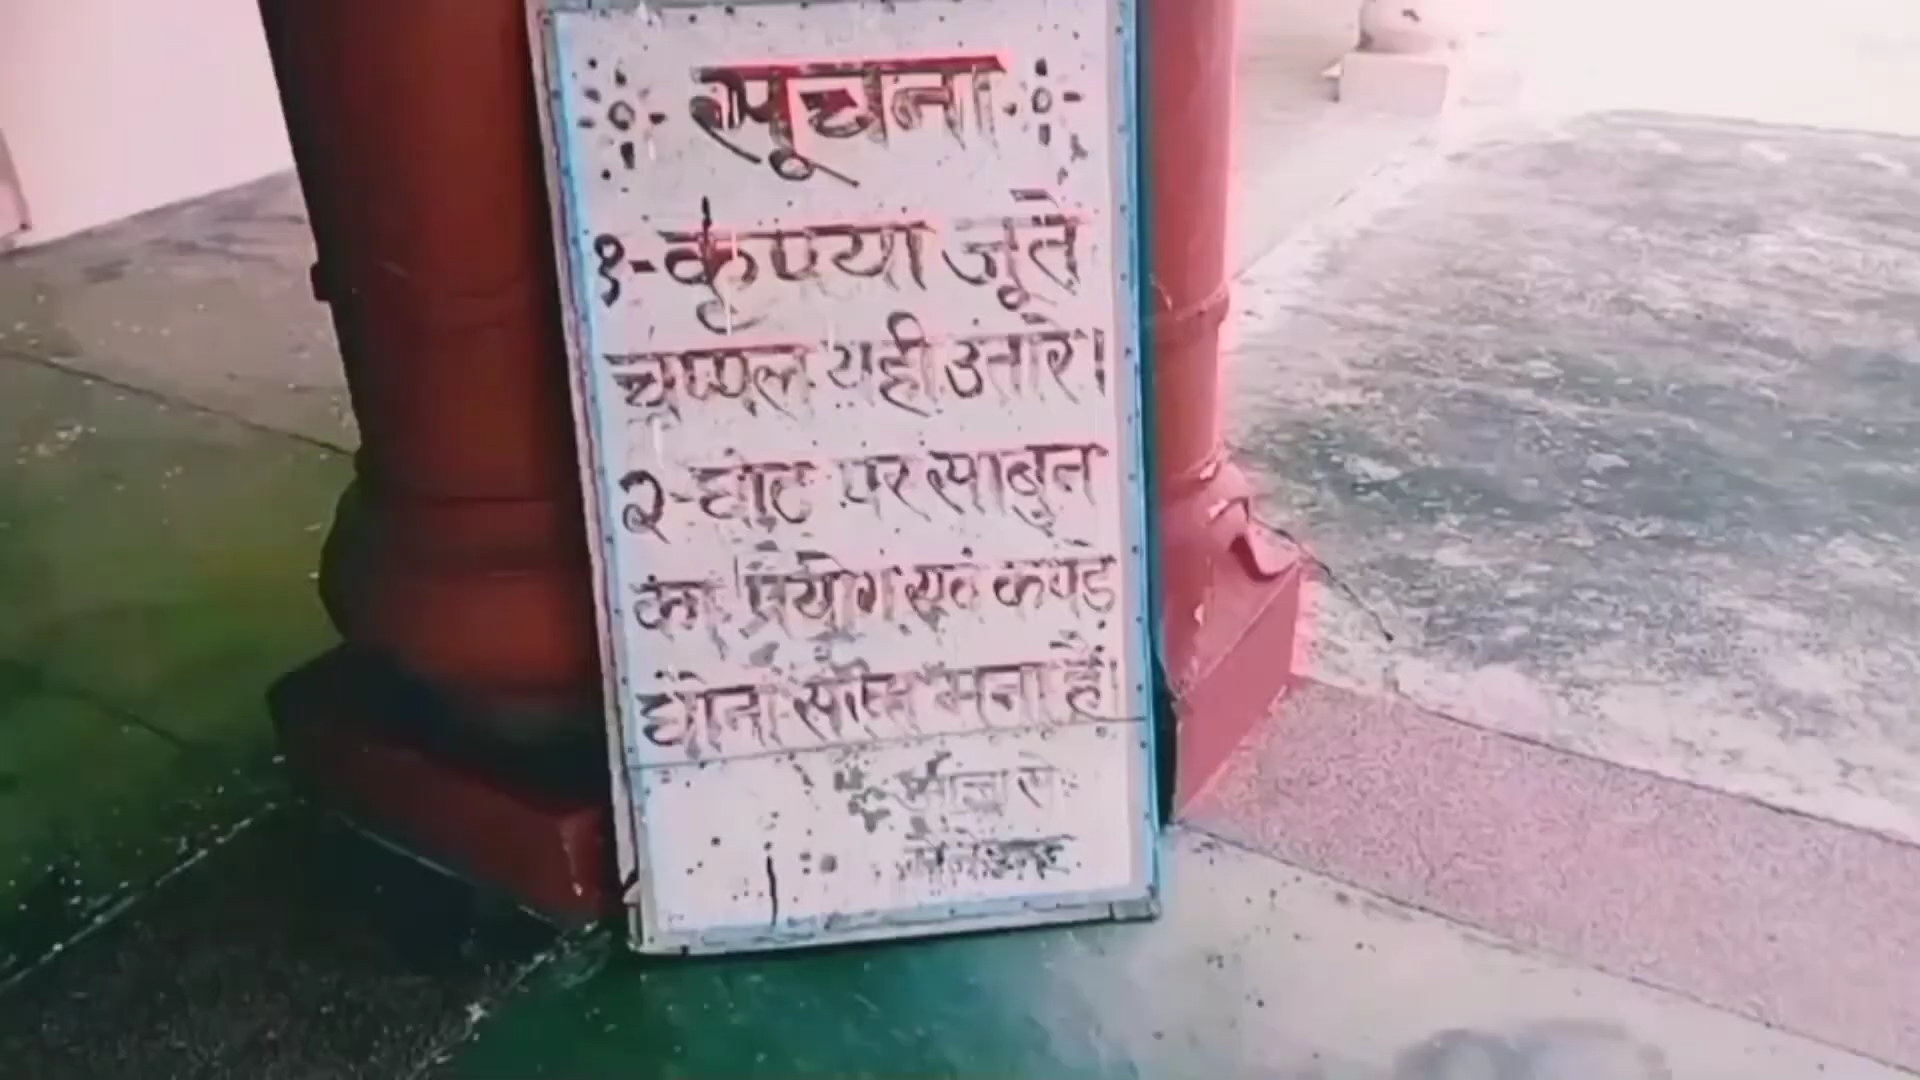 सूचना
१-कृपया जूते
चप्पल यही उतारे।
२-घाट पर साबुन
का प्रयोग एवं कपड़े
धोना सख्त मना है।
आज्ञा से